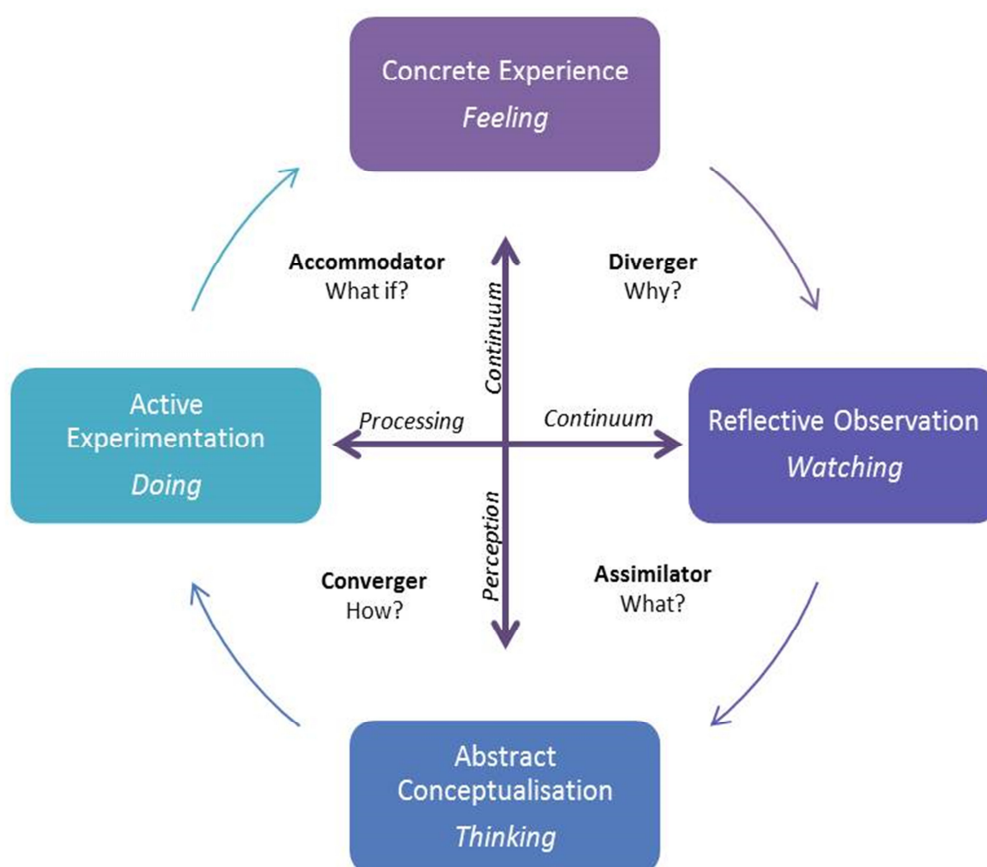 Concrete Experience
Feeling
Accommodator
What if?
Diverger
Why?
Continuum
Active
Experimentation
Doing
Processing
Continuum
Reflective Observation
Watching
Perception
Converger
How?
Assimilator
What?
Abstract
Conceptualisation
Thinking